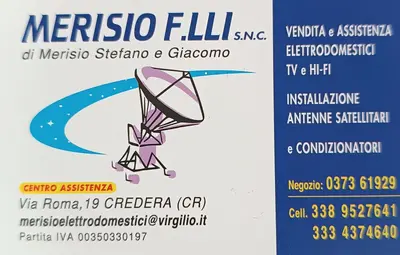 MERISIO F.LLI S.N.C.
di Merisio Stefano e Giacomo
CENTRO ASSISTENZA
Via Roma,19 CREDERA (CR)
merisioelettrodomestici@virgilio.it
Partita IVA 00350330197
VENDITA e ASSISTENZA
ELETTRODOMESTICI
TV e HI-FI
INSTALLAZIONE
ANTENNE SATELLITARI
e CONDIZIONATORI
Negozio: 0373 61929
Cell. 338 9527641
333 4374640